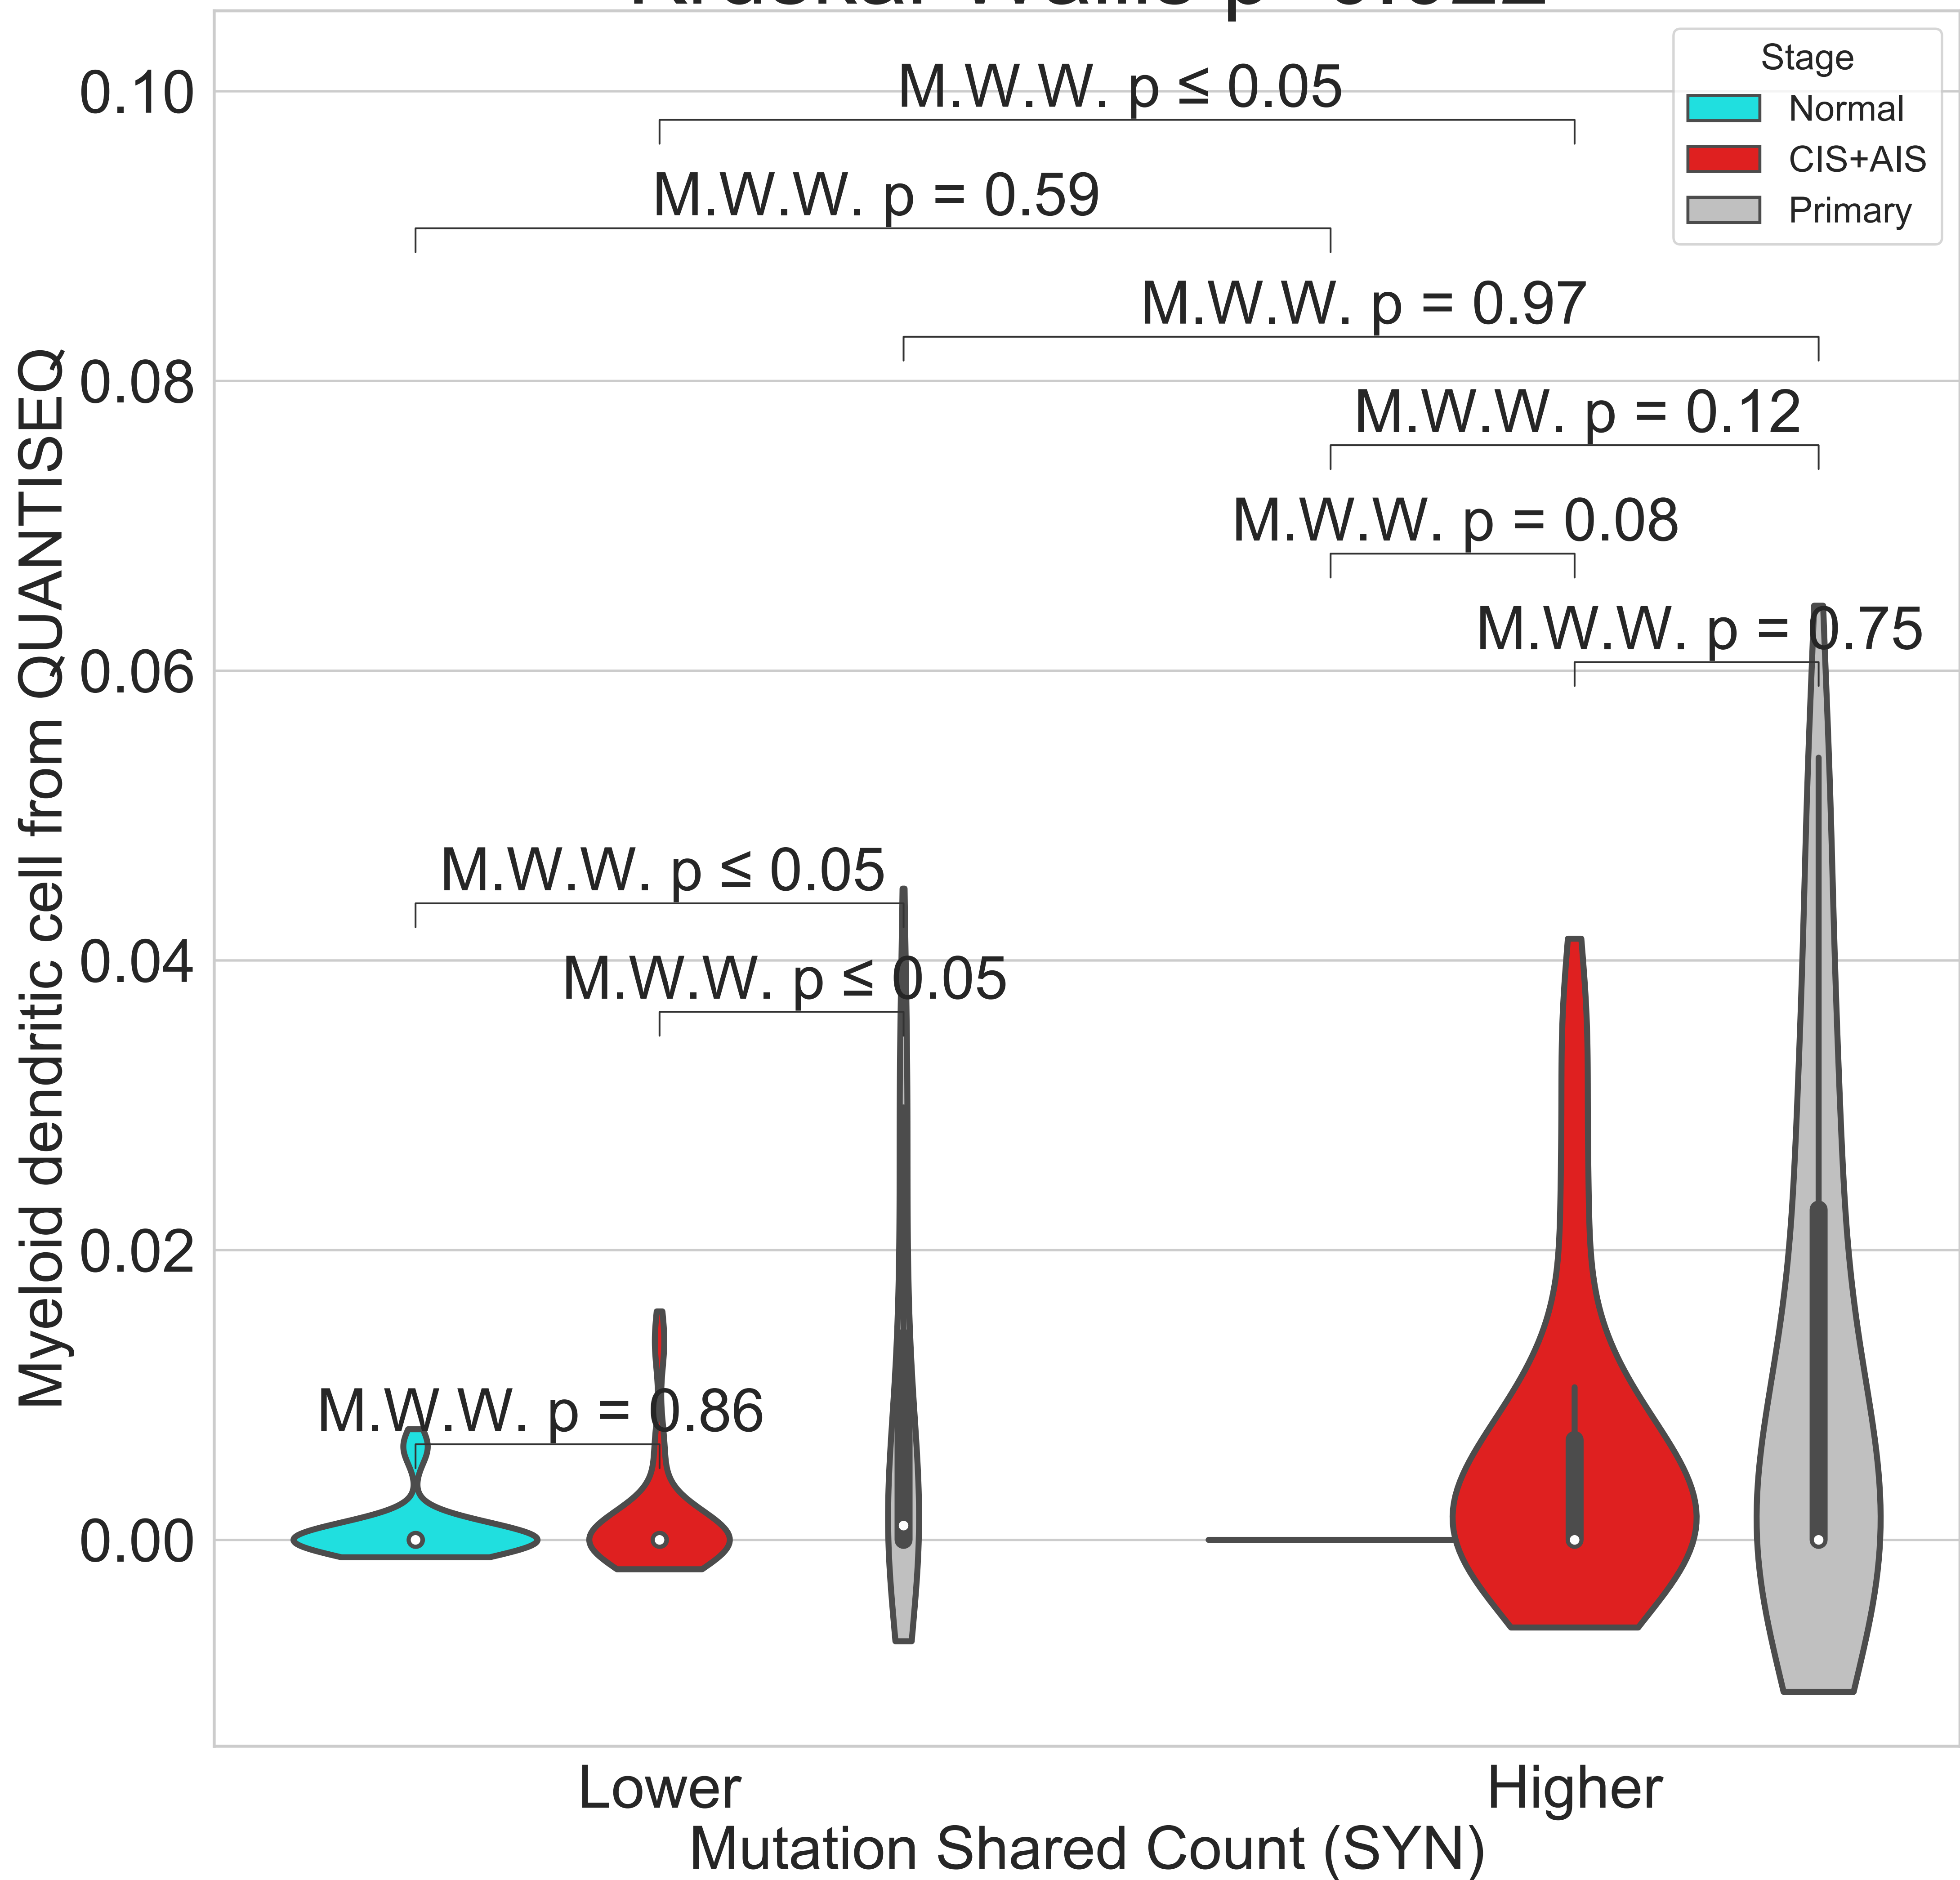 Stage
Normal
CIS+AIS
Primary
M.W.W. p ≤ 0.05
M.W.W. p = 0.59
M.W.W. p = 0.97
M.W.W. p = 0.12
M.W.W. p = 0.08
M.W.W. p = 0.75
M.W.W. p ≤ 0.05
M.W.W. p ≤ 0.05
M.W.W. p = 0.86
0.10
0.08
0.06
0.04
0.02
0.00
Myeloid dendritic cell from QUANTISEQ
Lower
Higher
Mutation Shared Count (SYN)